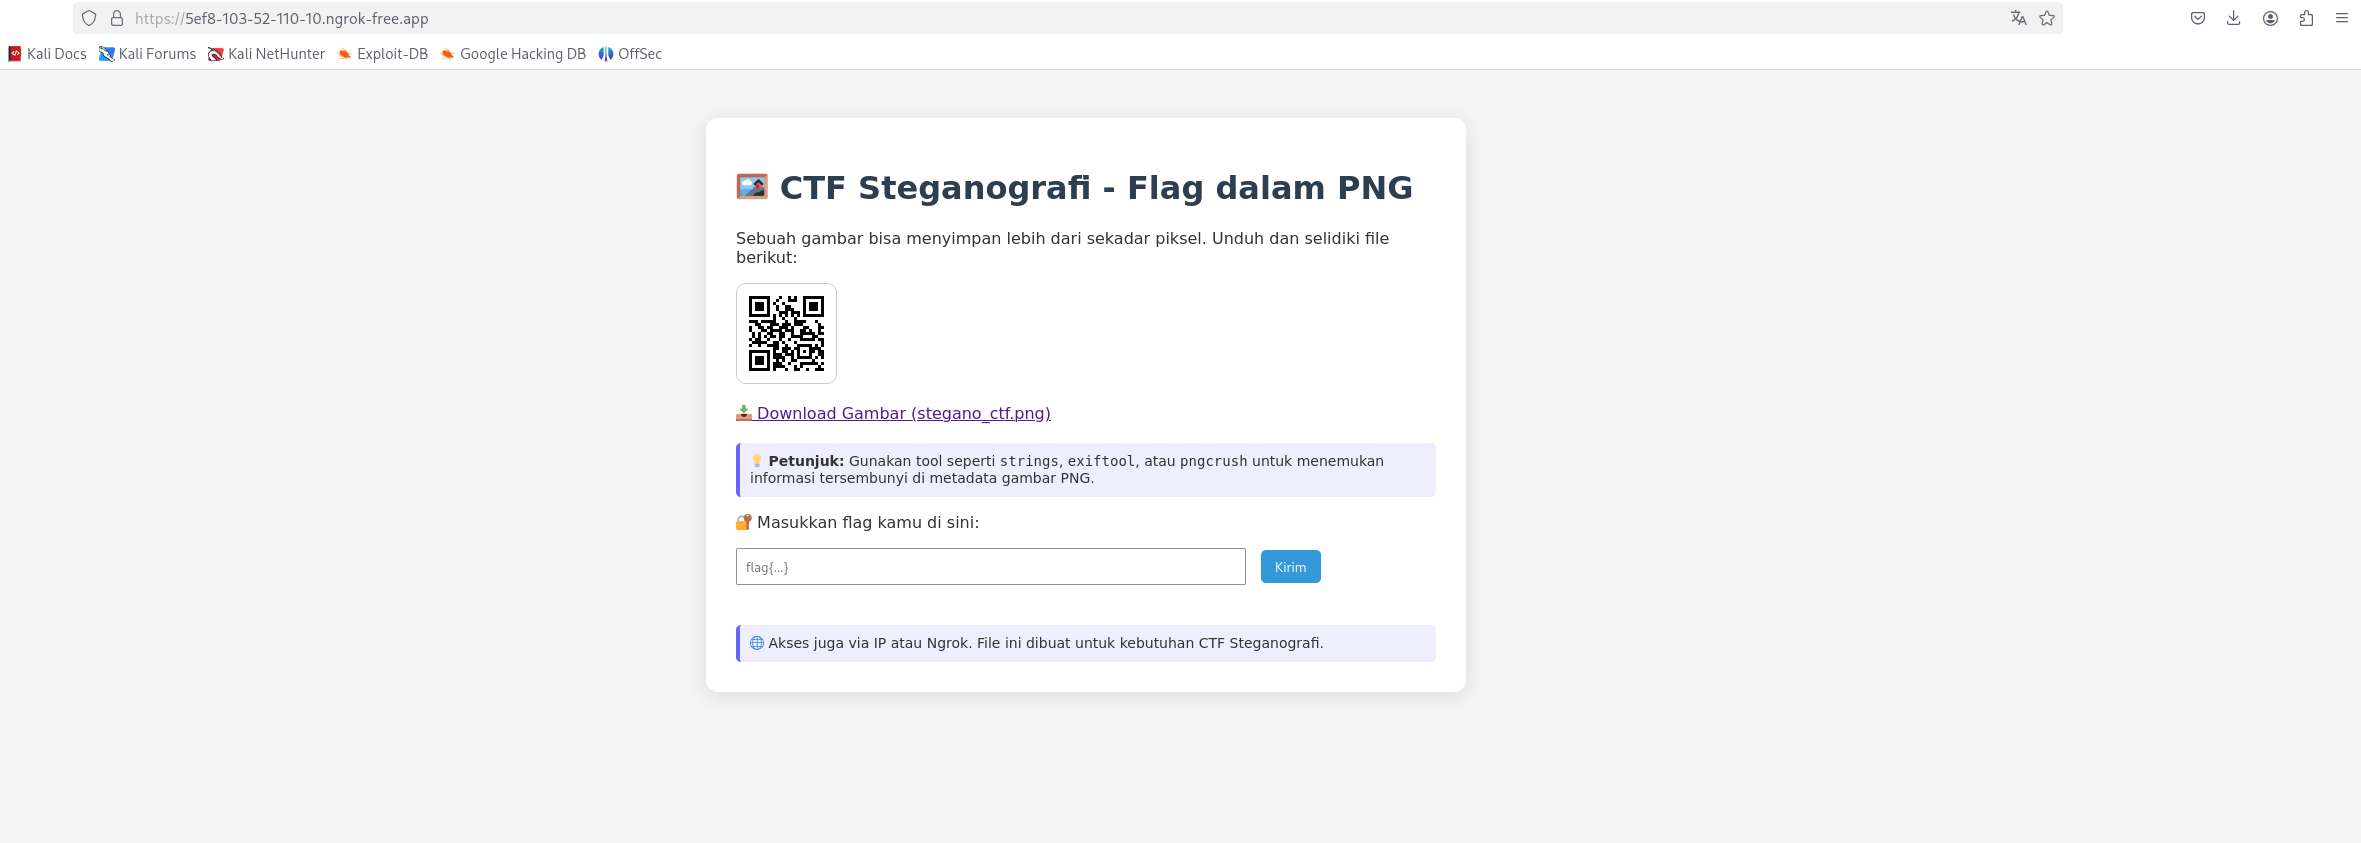 https://5ef8-103-52-110-10.ngrok-free.app
Kali Docs Kali Forums Kali NetHunter Exploit-DB Google Hacking DB OffSec
CTF Steganografi - Flag dalam PNG
Sebuah gambar bisa menyimpan lebih dari sekadar piksel. Unduh dan selidiki file
berikut:
Download Gambar (stegano_ctf.png)
Petunjuk: Gunakan tool seperti strings, exiftool, atau pngcrush untuk menemukan
informasi tersembunyi di metadata gambar PNG.
Masukkan flag kamu di sini:
flag{...}
Kirim
Akses juga via IP atau Ngrok. File ini dibuat untuk kebutuhan CTF Steganografi.